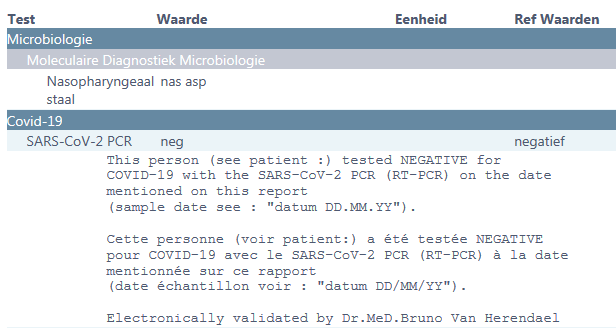 Test Waarde Eenheid Ref Waarden
Microbiologie
Moleculaire Diagnostiek Microbiologie
Nasopharyngeaal nas asp
staal
Covid-19
SARS-CoV-2 PCR neg negatief
This person (see patient :) tested NEGATIVE for
COVID-19 with the SARS-CoV-2 PCR (RT-PCR) on the date
mentioned on this report
(sample date see : "datum DD.MM.YY").
Cette personne (voir patient:) a été testée NEGATIVE
pour COVID-19 avec le SARS-CoV-2 PCR (RT-PCR) à la date
mentionnée sur ce rapport
(date échantillon voir : "datum DD/MM/YY").
Electronically validated by Dr.MeD.Bruno Van Herendael